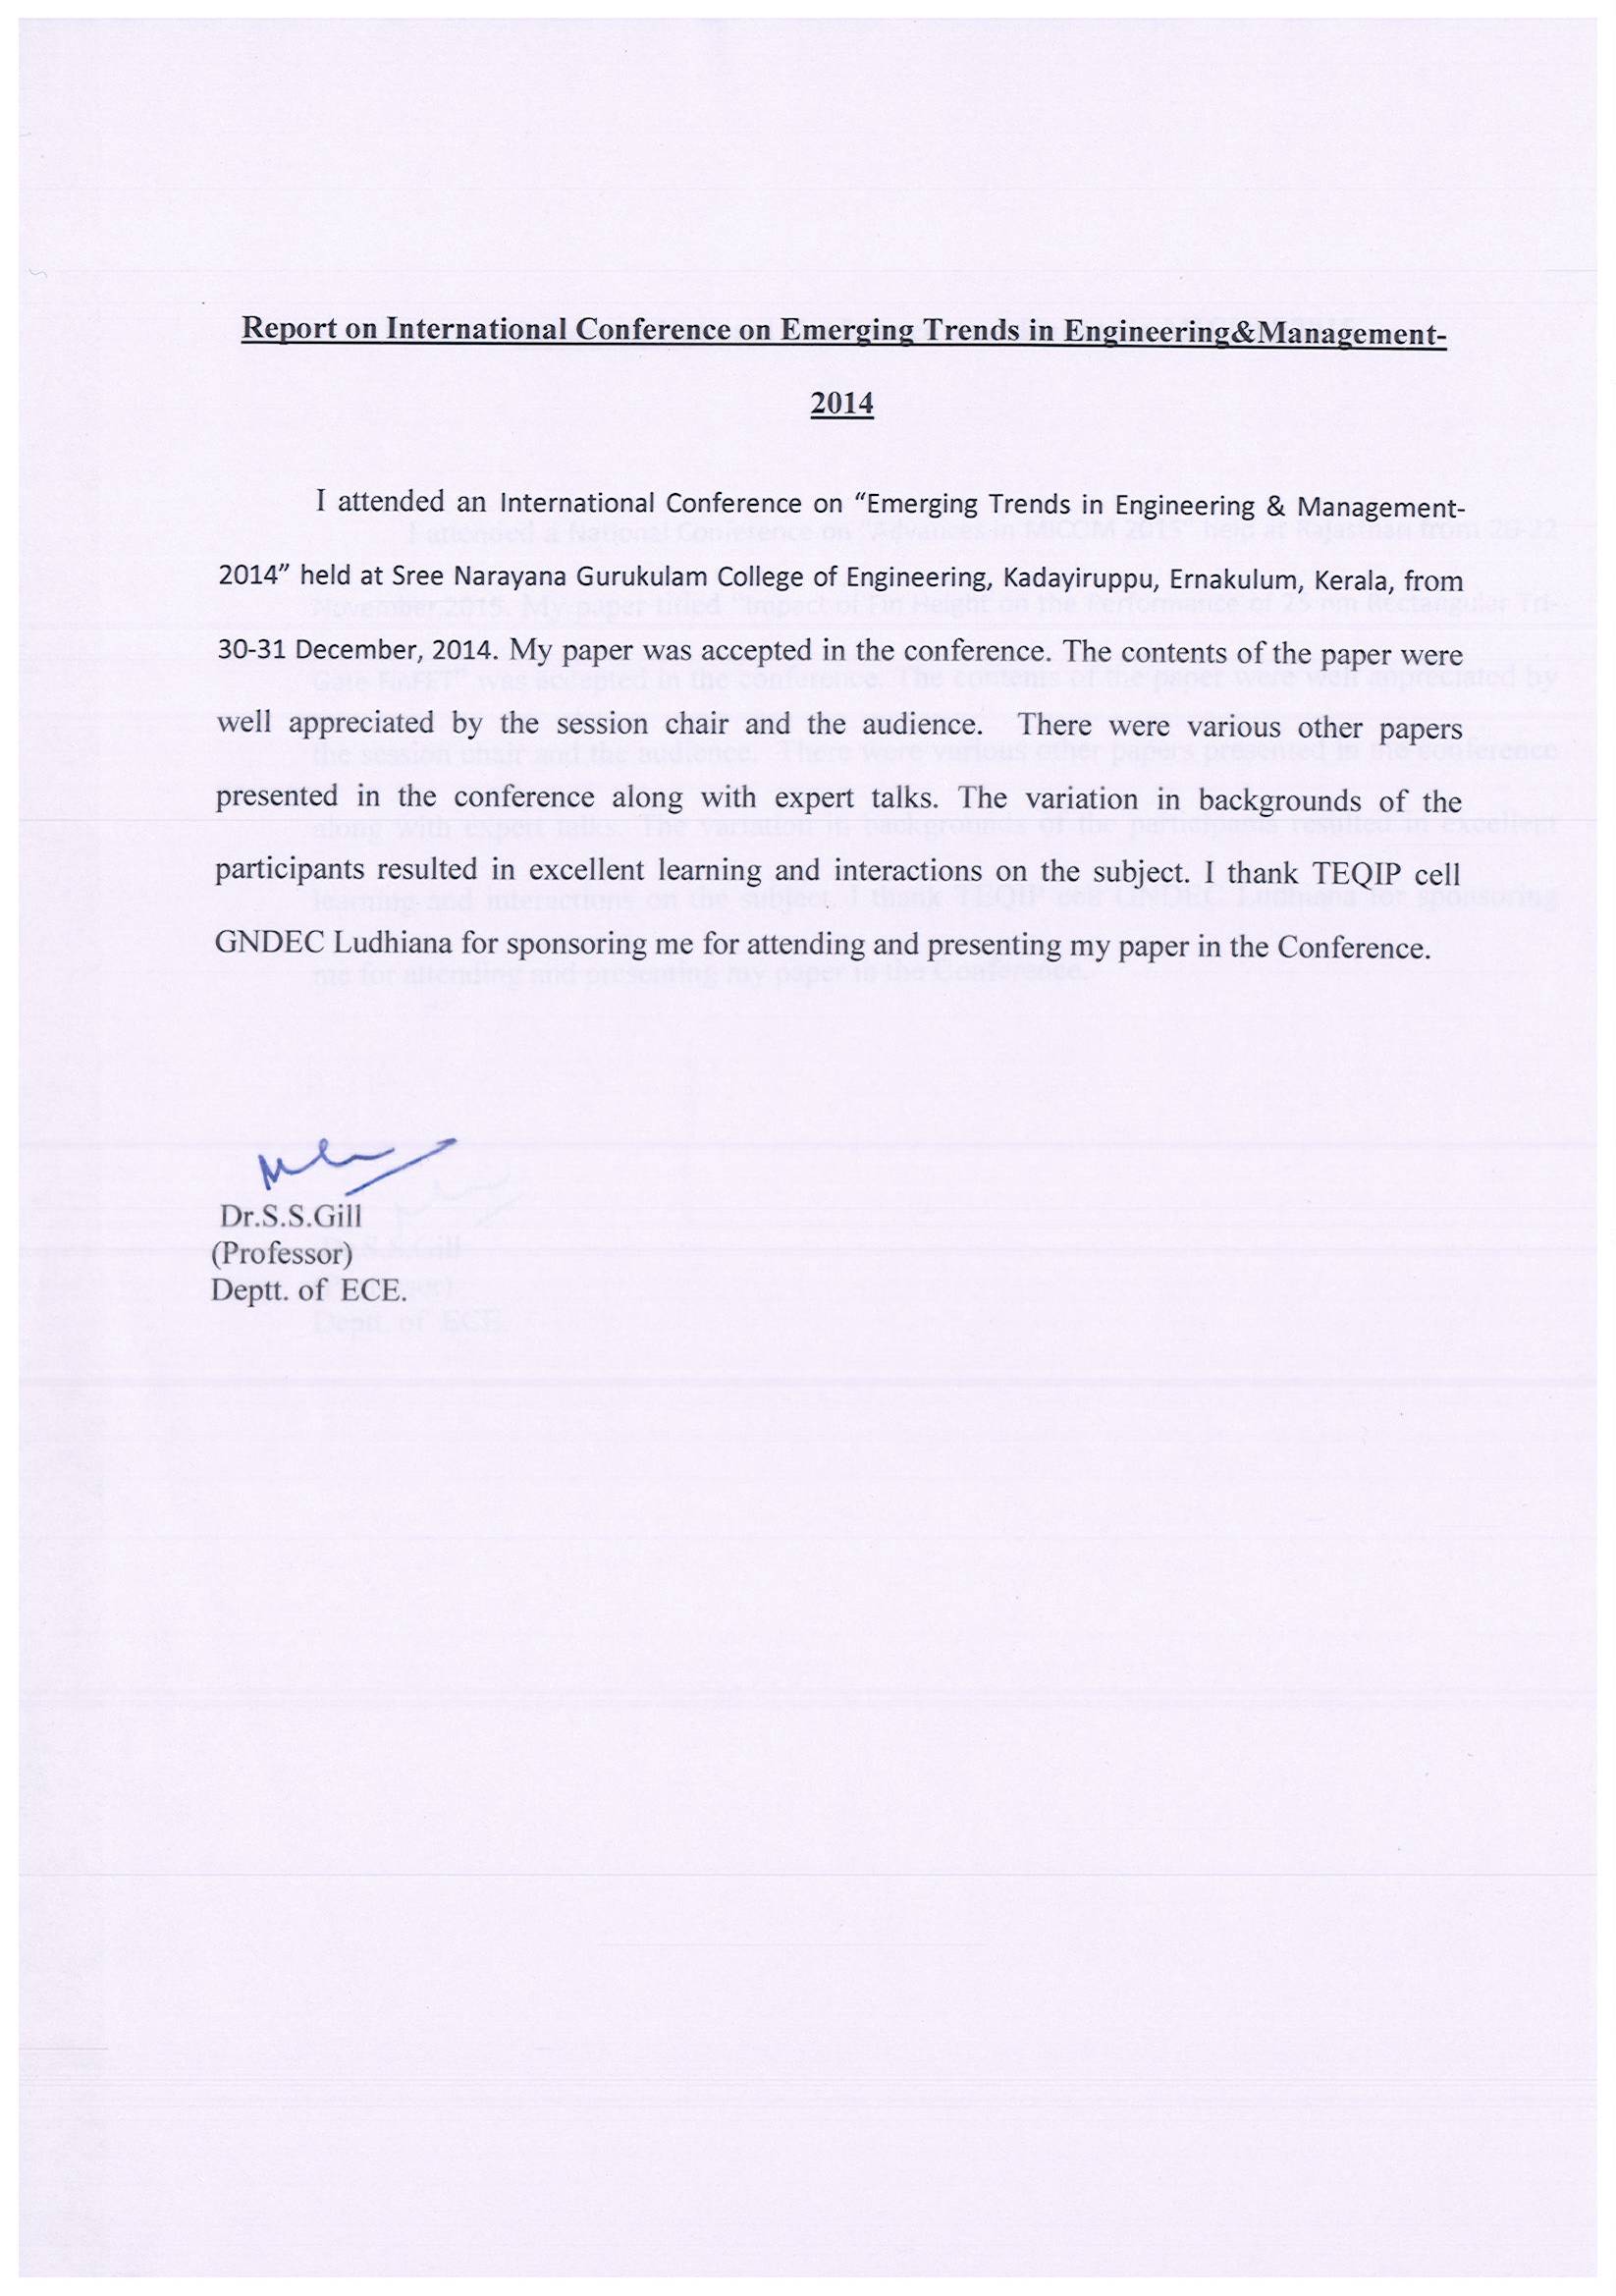 Report on International Conference on Emerging Trends in Engineering&Management-
2014
I attended an International Conference on “Emerging Trends in Engineering & Management-
2014” held at Sree Narayana Gurukulam College of Engineering, Kadayiruppu, Ernakulum, Kerala, from
30-31 December, 2014. My paper was accepted in the conference. The contents of the paper were
well appreciated by the session chair and the audience. There were various other papers
presented in the conference along with expert talks. The variation in backgrounds of the
participants resulted in excellent learning and interactions on the subject. I thank TEQIP cell
GNDEC Ludhiana for sponsoring me for attending and presenting my paper in the Conference.
Dr.S.S.Gill
(Professor)
Deptt. of ECE.